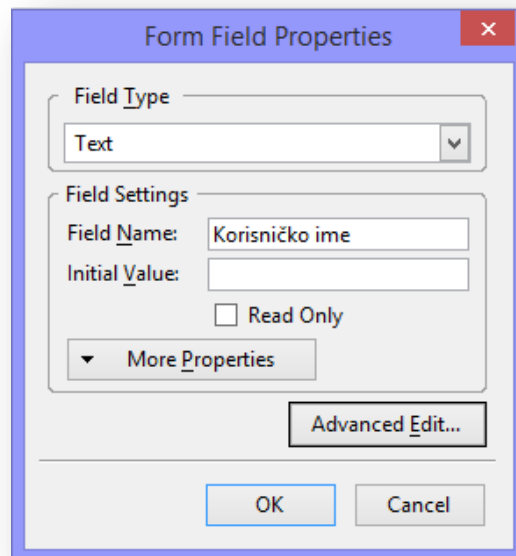 Form Field Properties
Field Type
Text
Field Settings
Field Name: Korisničko ime
Initial Value:
Read Only
More Properties
Advanced Edit...
OK Cancel